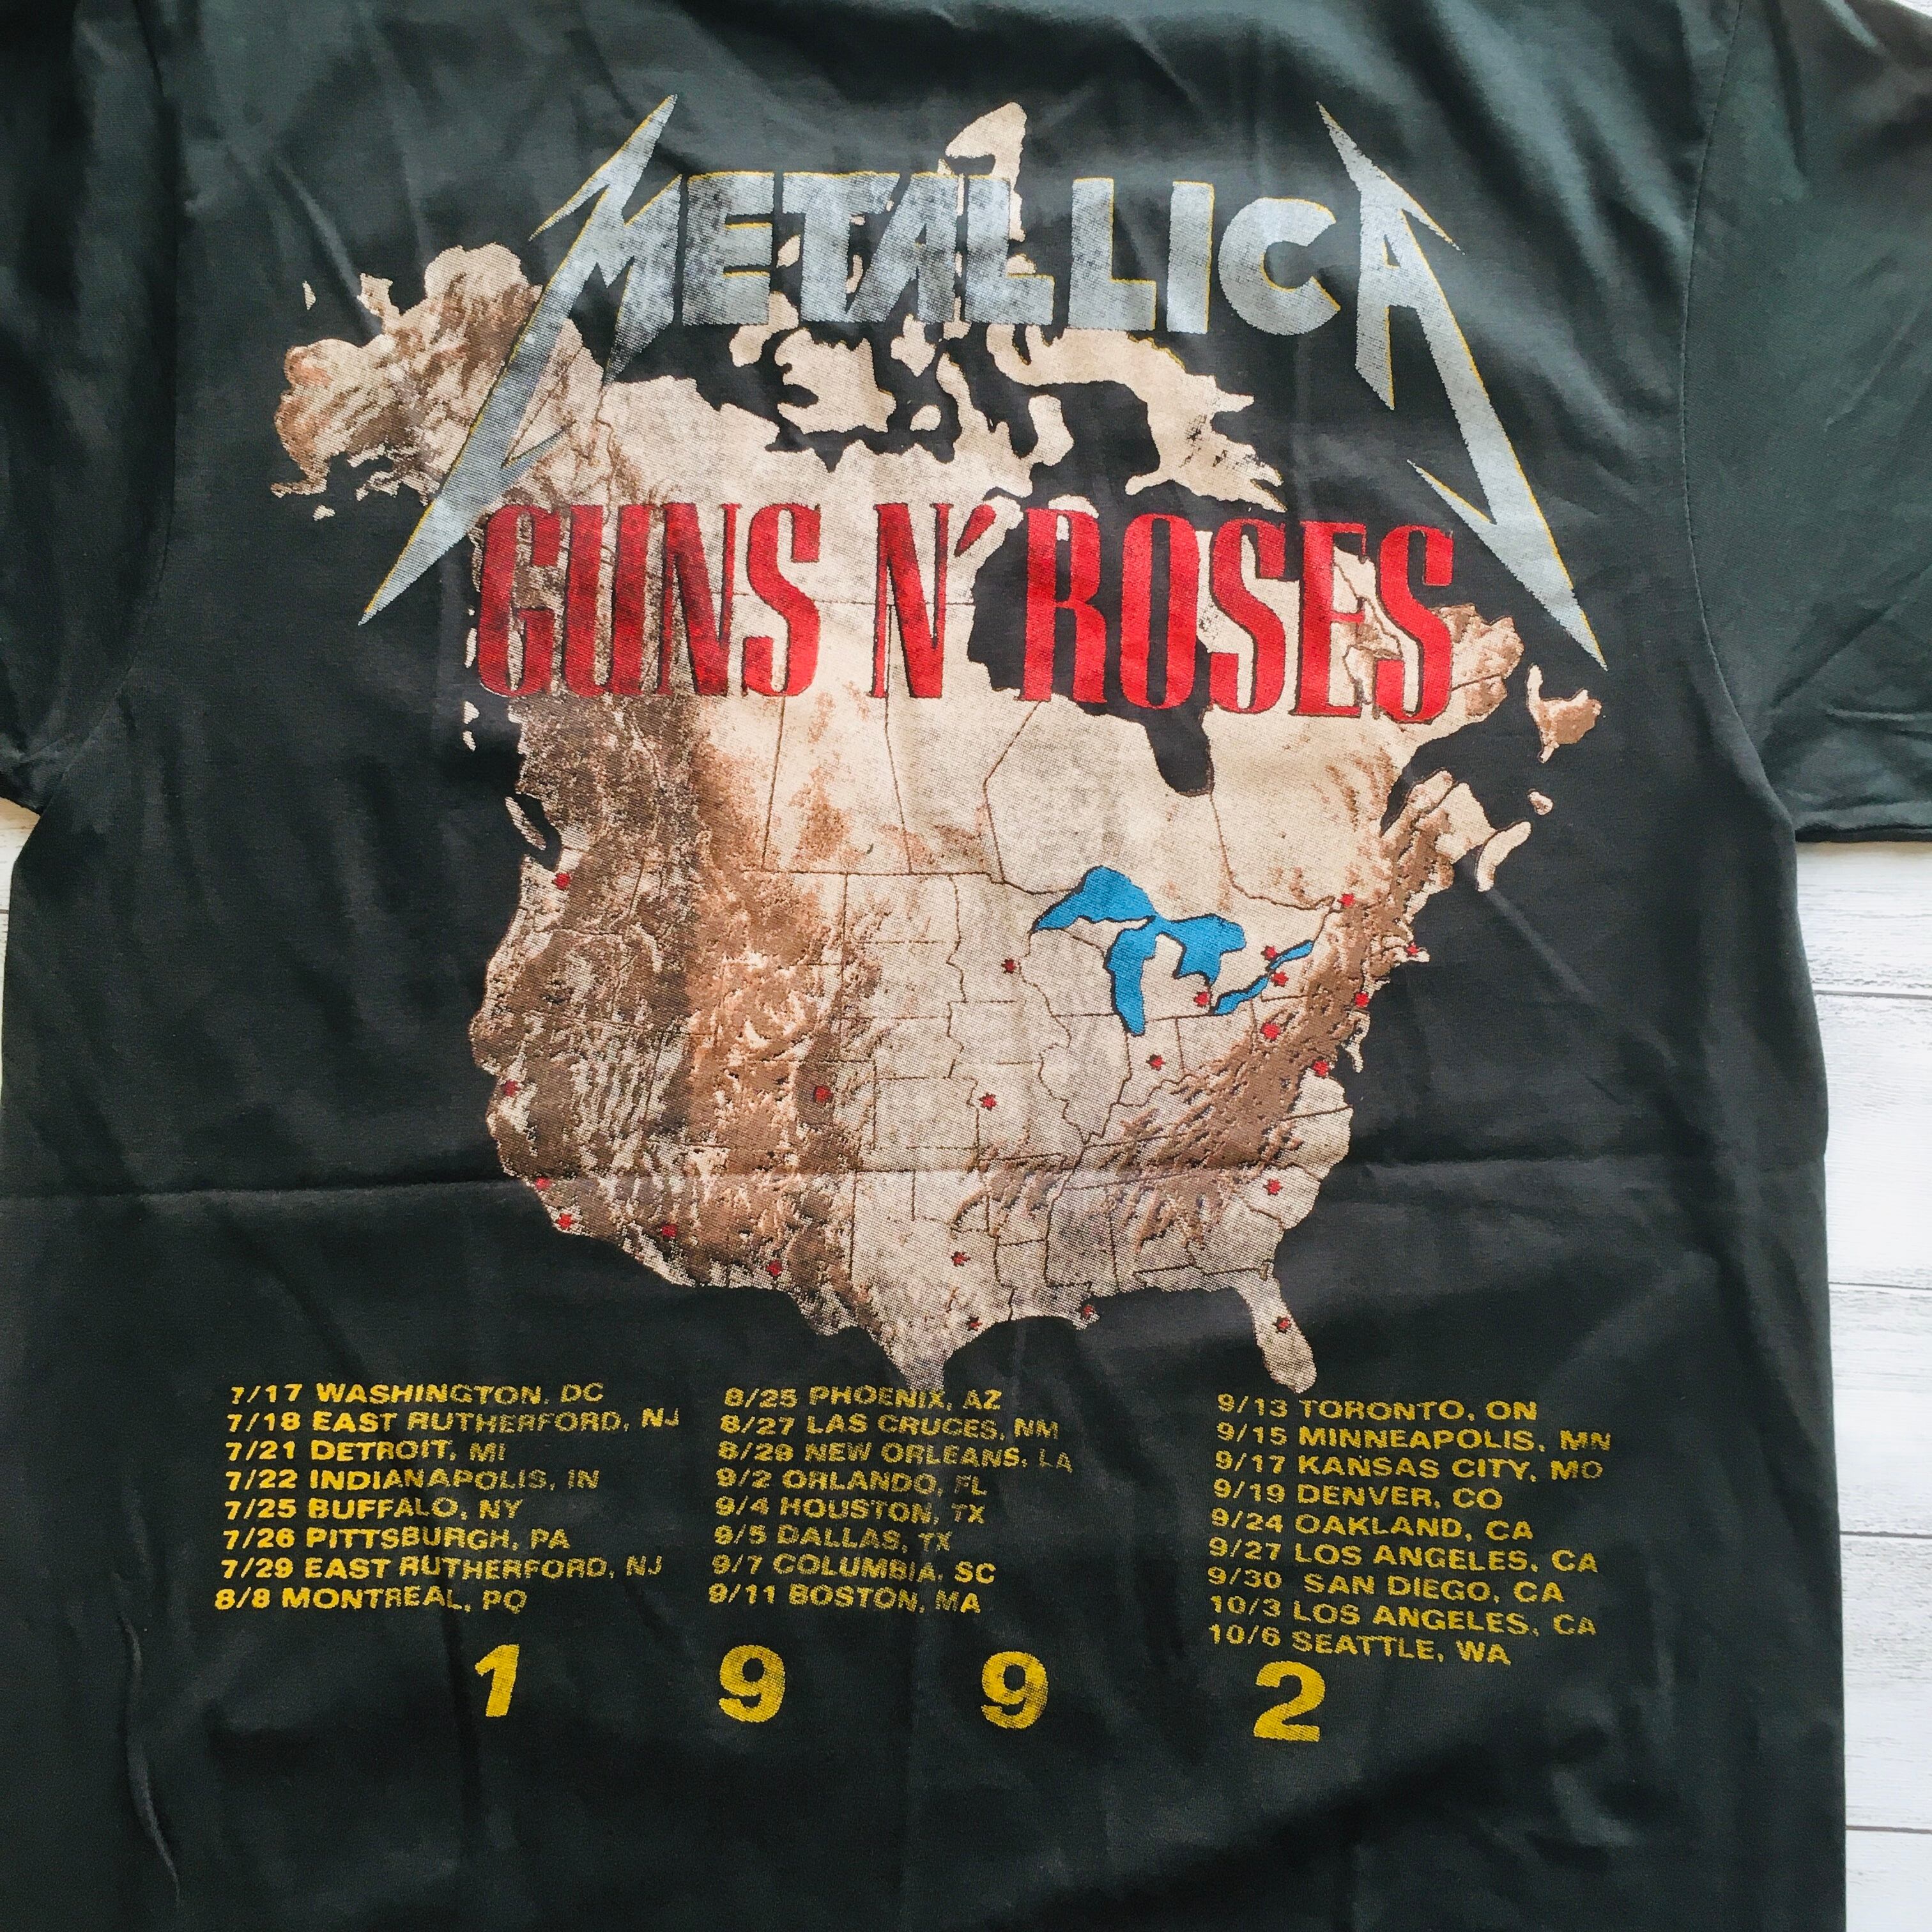 METALLICA
GUNS N' ROSES
7/17 WASHINGTON, DC
7/18 EAST RUTHERFORD, NJ
7/21 DETROIT, MI
7/22 INDIANAPOLIS, IN
7/25 BUFFALO, NY
7/26 PITTSBURGH, PA
7/29 EAST RUTHERFORD, NJ
8/8 MONTREAL, PQ
8/25 PHOENIX, AZ
8/27 LAS CRUCES, NM
8/29 NEW ORLEANS, LA
9/2 ORLANDO, FL
9/4 HOUSTON, TX
9/5 DALLAS, TX
9/7 COLUMBIA, SC
9/11 BOSTON, MA
9/13 TORONTO, ON
9/15 MINNEAPOLIS, MN
9/17 KANSAS CITY, MO
9/19 DENVER, CO
9/24 OAKLAND, CA
9/27 LOS ANGELES, CA
9/30 SAN DIEGO, CA
10/3 LOS ANGELES, CA
10/6 SEATTLE, WA
1 9 9 2